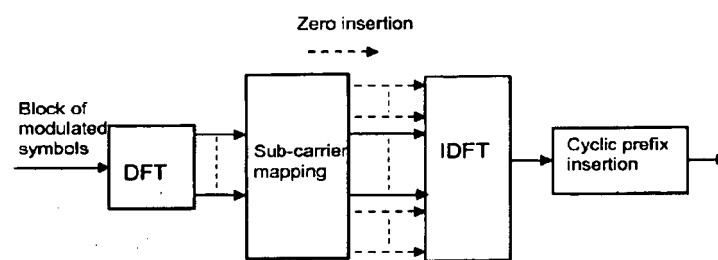 Zero insertion
Block of
modulated
symbols
DFT
Sub-carrier
mapping
IDFT
Cyclic prefix
insertion